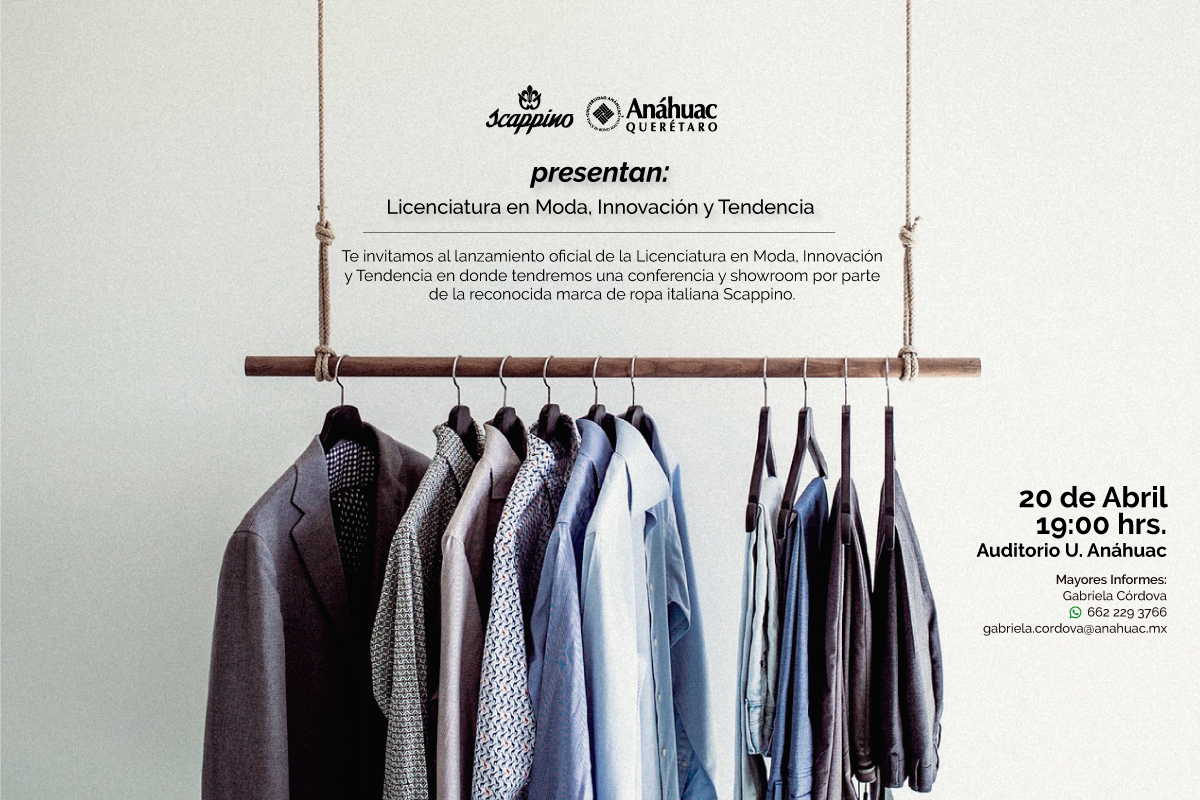 scappino
Anáhuac
QUERÉTARO
presentan:
Licenciatura en Moda, Innovación y Tendencia
Te invitamos al lanzamiento oficial de la Licenciatura en Moda, Innovación
y Tendencia en donde tendremos una conferencia y showroom por parte
de la reconocida marca de ropa italiana Scappino.
20 de Abril
19:00 hrs.
Auditorio U. Anáhuac
Mayores Informes:
Gabriela Córdova
662 229 3766
gabriela.cordova@anahuac.mx